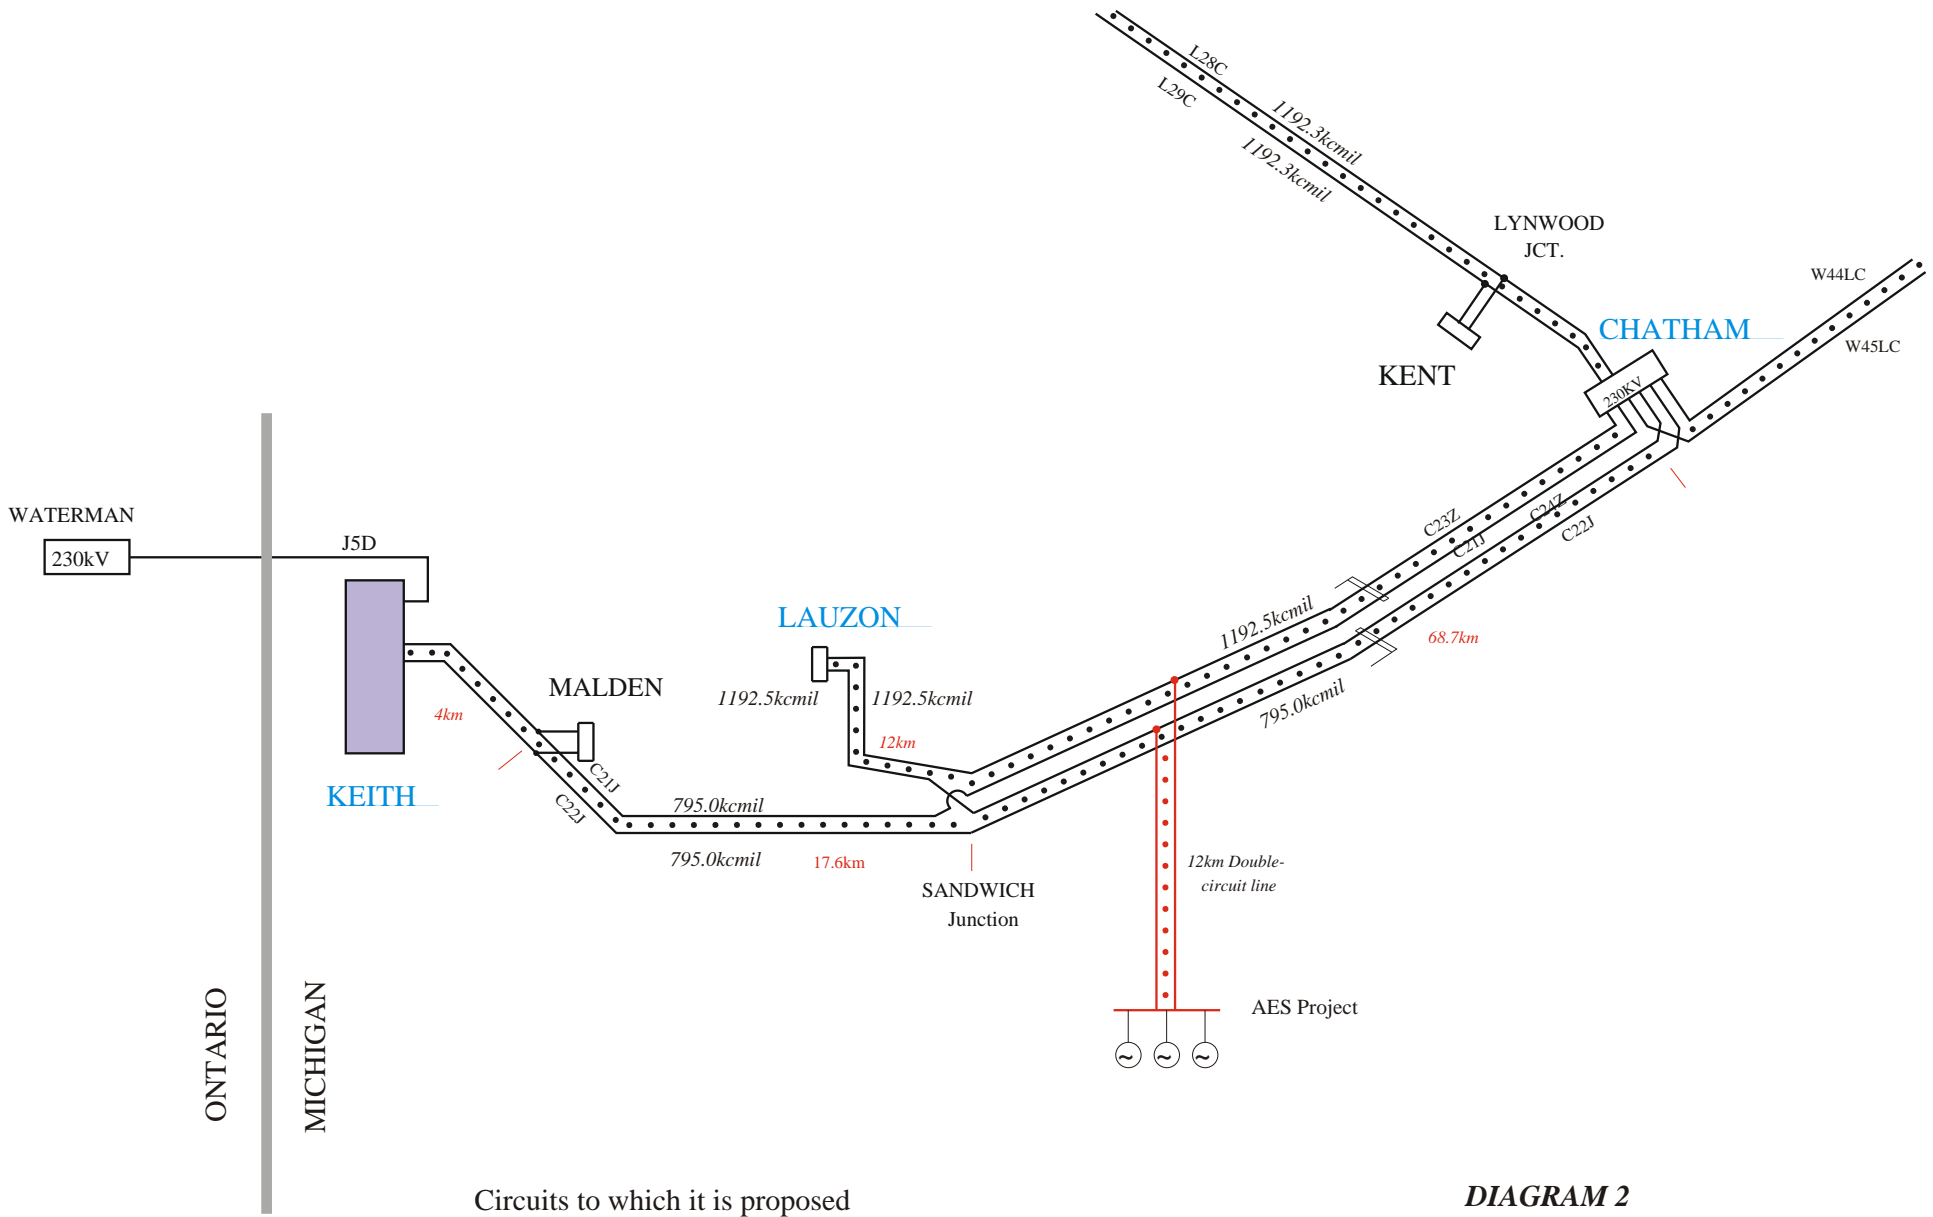 L28C
L29C
1192.3kcmil
1192.3kcmil
LYNWOOD
JCT.
W44LC
CHATHAM
W45LC
KENT
230KV
WATERMAN
230kV
J5D
C23Z
C24Z
C21J
C22J
LAUZON
1192.5kcmil
68.7km
MALDEN
1192.5kcmil
1192.5kcmil
795.0kcmil
4km
12km
KEITH
C21J
C22J
795.0kcmil
795.0kcmil
17.6km
SANDWICH
Junction
12km Double-
circuit line
AES Project
ONTARIO
MICHIGAN
Circuits to which it is proposed
DIAGRAM 2